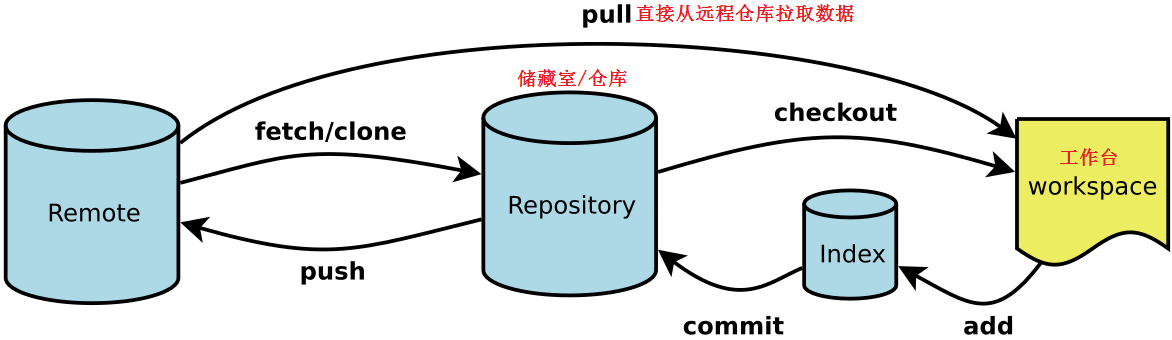 pull 直接从远程仓库拉取数据
储藏室/仓库
fetch/clone
checkout
工作台
workspace
Remote
Repository
Index
push
commit
add